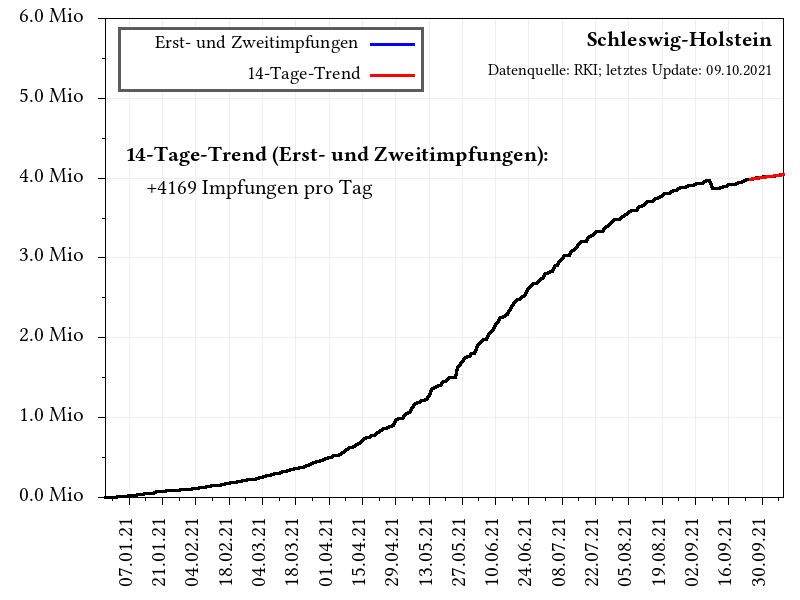 6.0 Mio
5.0 Mio
4.0 Mio
3.0 Mio
2.0 Mio
1.0 Mio
0.0 Mio
Erst- und Zweitimpfungen
14-Tage-Trend
Schleswig-Holstein
Datenquelle: RKI; letztes Update: 09.10.2021
14-Tage-Trend (Erst- und Zweitimpfungen):
+4169 Impfungen pro Tag
07.01.21
21.01.21
04.02.21
18.02.21
04.03.21
18.03.21
01.04.21
15.04.21
29.04.21
13.05.21
27.05.21
10.06.21
24.06.21
08.07.21
22.07.21
05.08.21
19.08.21
02.09.21
16.09.21
30.09.21